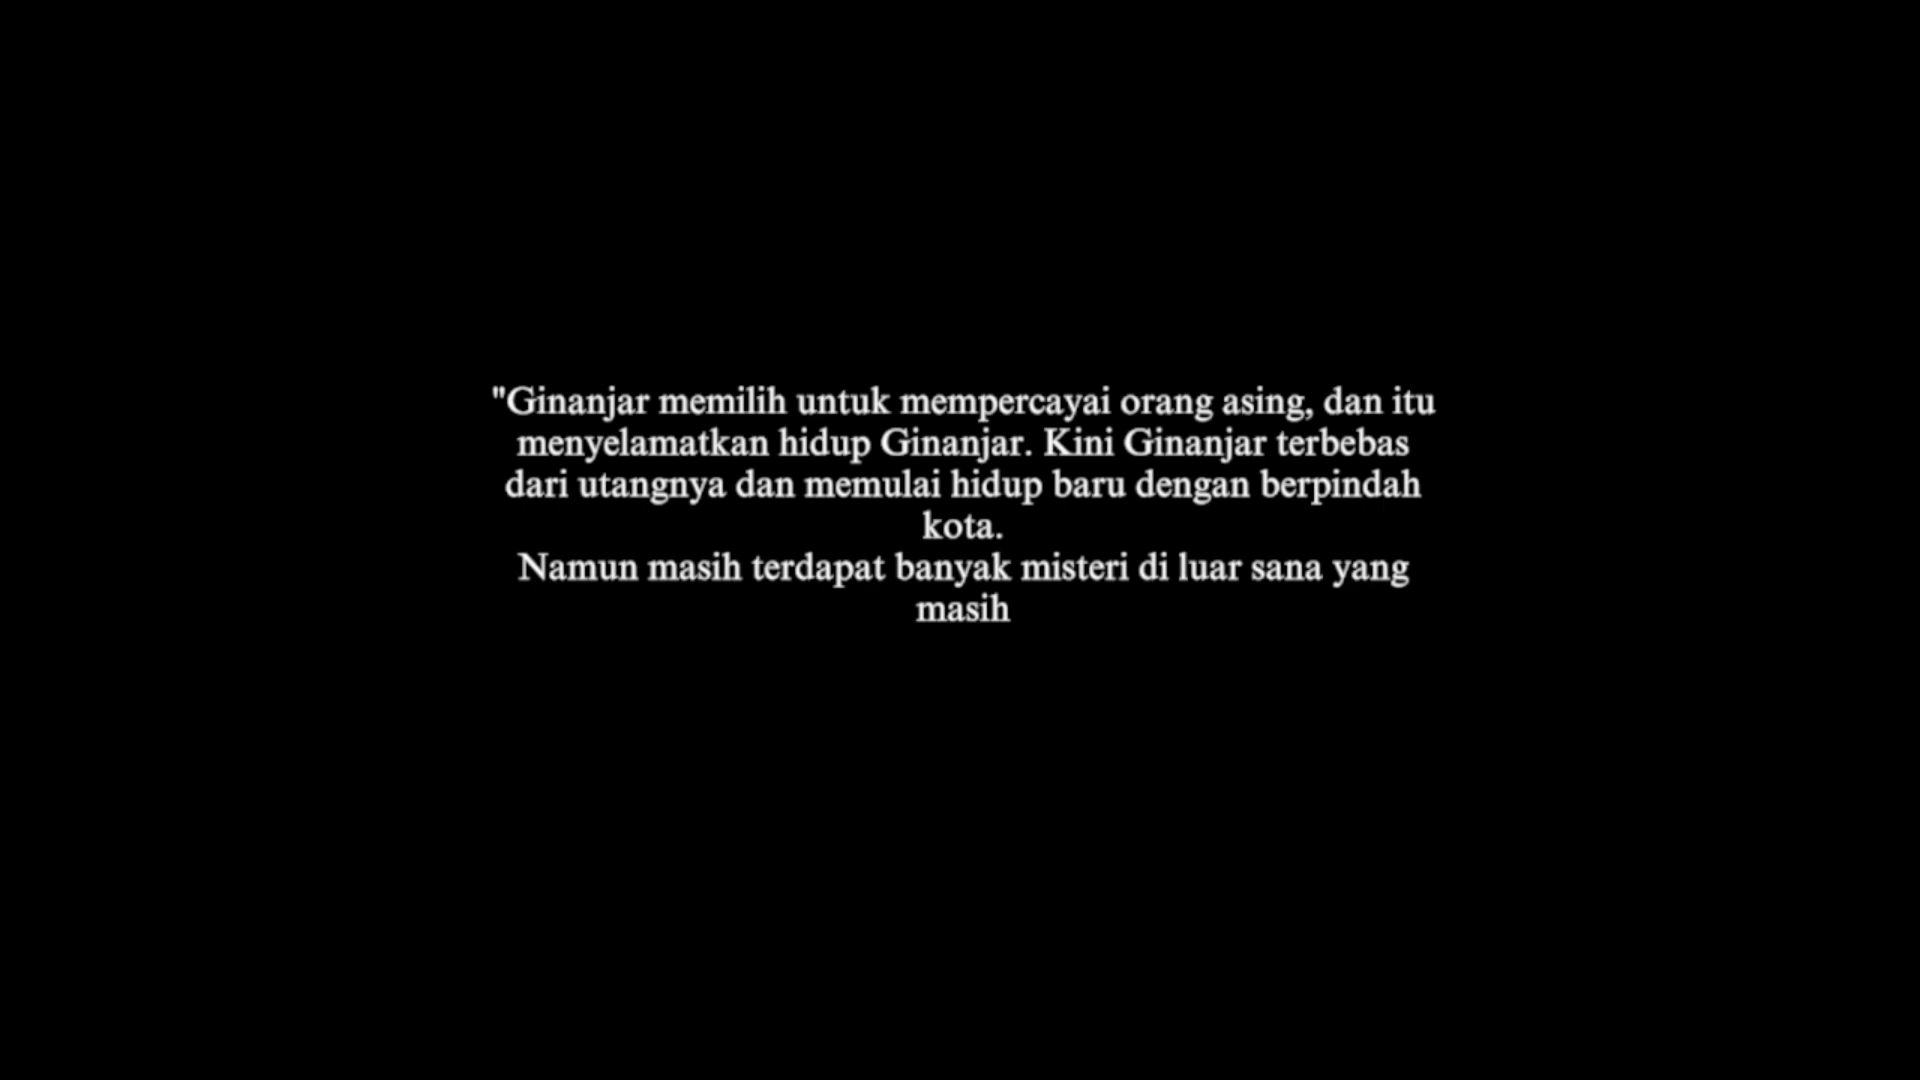 "Ginanjar memilih untuk mempercayai orang asing, dan itu
menyelamatkan hidup Ginanjar. Kini Ginanjar terbebas
dari utangnya dan memulai hidup baru dengan berpindah
kota.
Namun masih terdapat banyak misteri di luar sana yang
masih